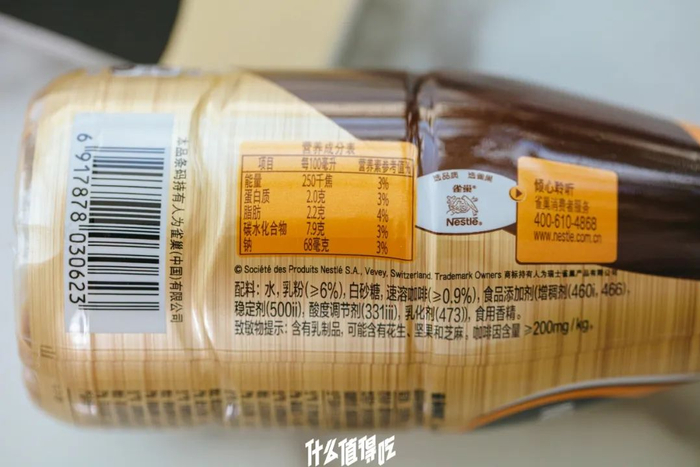 6 917878 030623
本品条码持有人为雀巢(中国)有限公司
营养成分表
项目 每100毫升 营养素参考值%
能量 250千焦 3%
蛋白质 2.0克 3%
脂肪 2.2克 4%
碳水化合物 7.9克 3%
钠 68毫克 3%
选品质 选雀巢
雀巢®
Nestlé®
倾心聆听
雀巢消费者服务
400-610-4868
www.nestle.com.cn
© Société des Produits Nestlé S.A., Vevey, Switzerland. Trademark Owners 商标持有人为瑞士雀巢产品有限公司
配料：水, 乳粉(≥6%), 白砂糖, 速溶咖啡(≥0.9%), 食品添加剂(增稠剂(460i, 466),
稳定剂(500ii), 酸度调节剂(331iii), 乳化剂(473)), 食用香精。
致敏物提示：含有乳制品, 可能含有花生、坚果和芝麻, 咖啡因含量 ≥200mg/kg。
什么值得吃